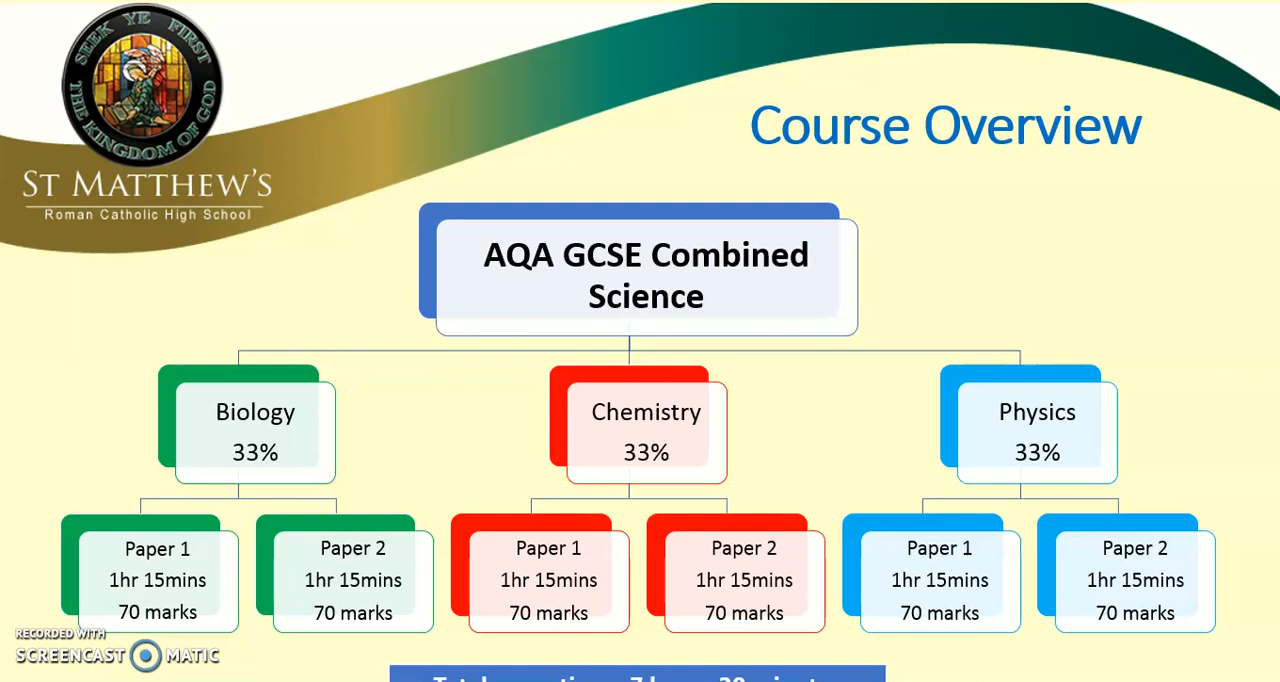 SEEK YE FIRST
THE KINGDOM OF GOD
ST MATTHEW'S
Roman Catholic High School
Course Overview
AQA GCSE Combined
Science
Biology
33%
Chemistry
33%
Physics
33%
Paper 1
1hr 15mins
70 marks
Paper 2
1hr 15mins
70 marks
Paper 1
1hr 15mins
70 marks
Paper 2
1hr 15mins
70 marks
Paper 1
1hr 15mins
70 marks
Paper 2
1hr 15mins
70 marks
RECORDED WITH
SCREENCAST MATIC